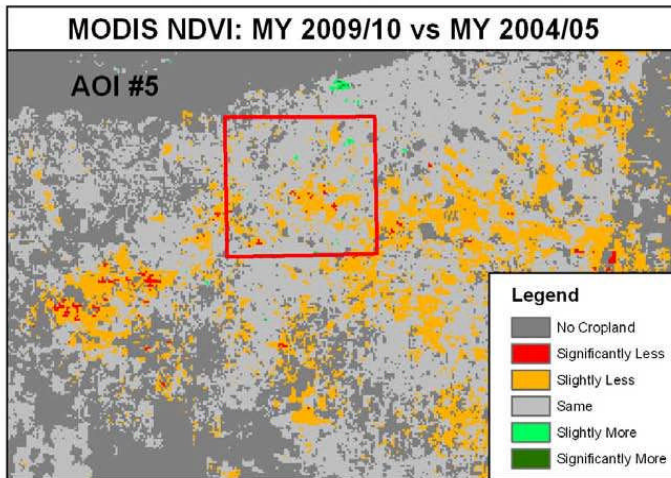 MODIS NDVI: MY 2009/10 vs MY 2004/05
AOI #5
Legend
No Cropland
Significantly Less
Slightly Less
Same
Slightly More
Significantly More